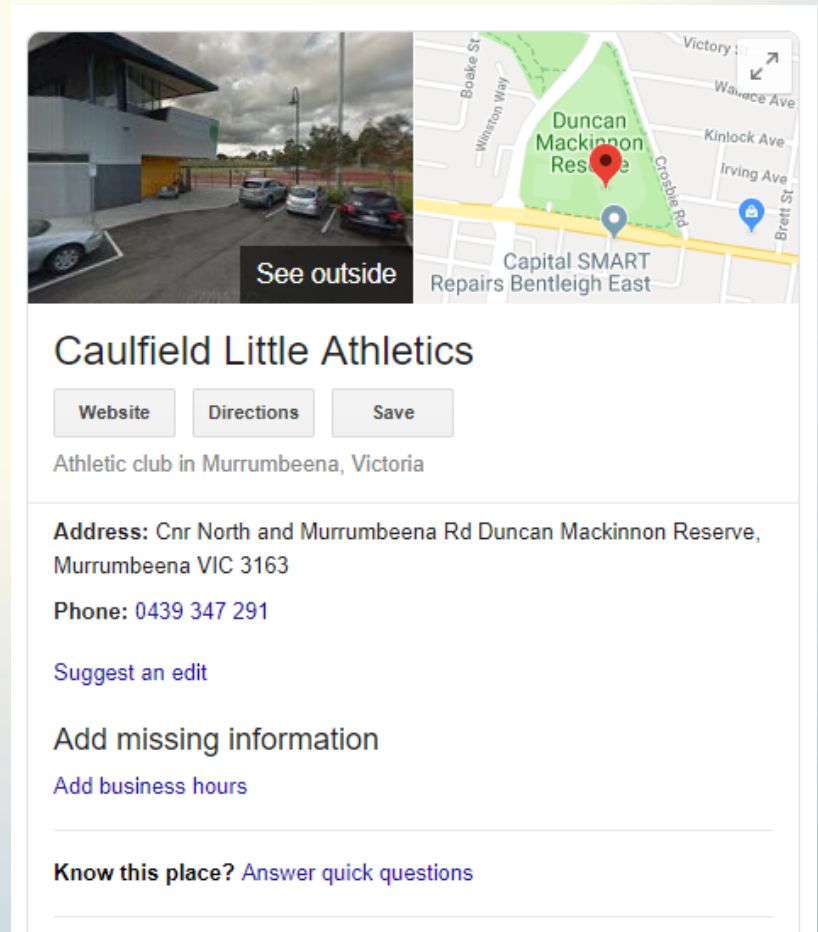 Boake St
Winston Way
Victory St
Wallace Ave
Kinlock Ave
Irving Ave
Crosbie Rd
Brett St
Duncan
Mackinnon
Reserve
Capital SMART
Repairs Bentleigh East
See outside
Caulfield Little Athletics
Website Directions Save
Athletic club in Murrumbeena, Victoria
Address: Cnr North and Murrumbeena Rd Duncan Mackinnon Reserve,
Murrumbeena VIC 3163
Phone: 0439 347 291
Suggest an edit
Add missing information
Add business hours
Know this place? Answer quick questions